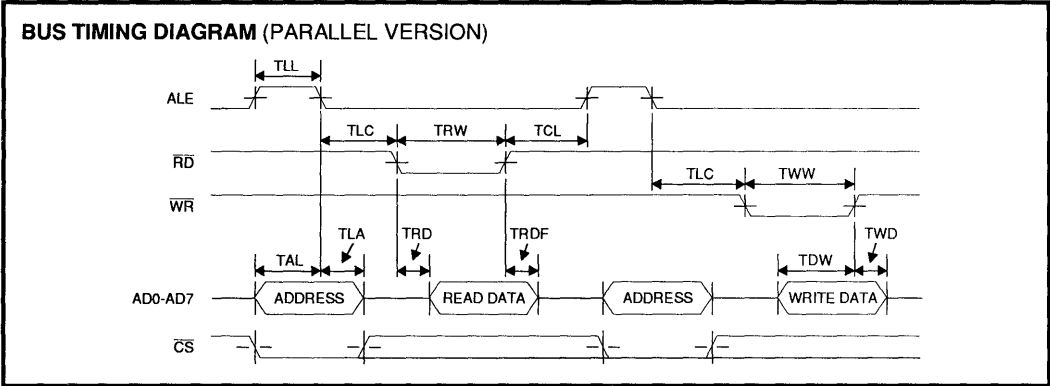 BUS TIMING DIAGRAM (PARALLEL VERSION)
TLL
ALE
TLC TRW TCL
RD
TLC TWW
WR
TLA TRD TRDF TWD
TAL TDW
AD0-AD7 ADDRESS READ DATA ADDRESS WRITE DATA
CS